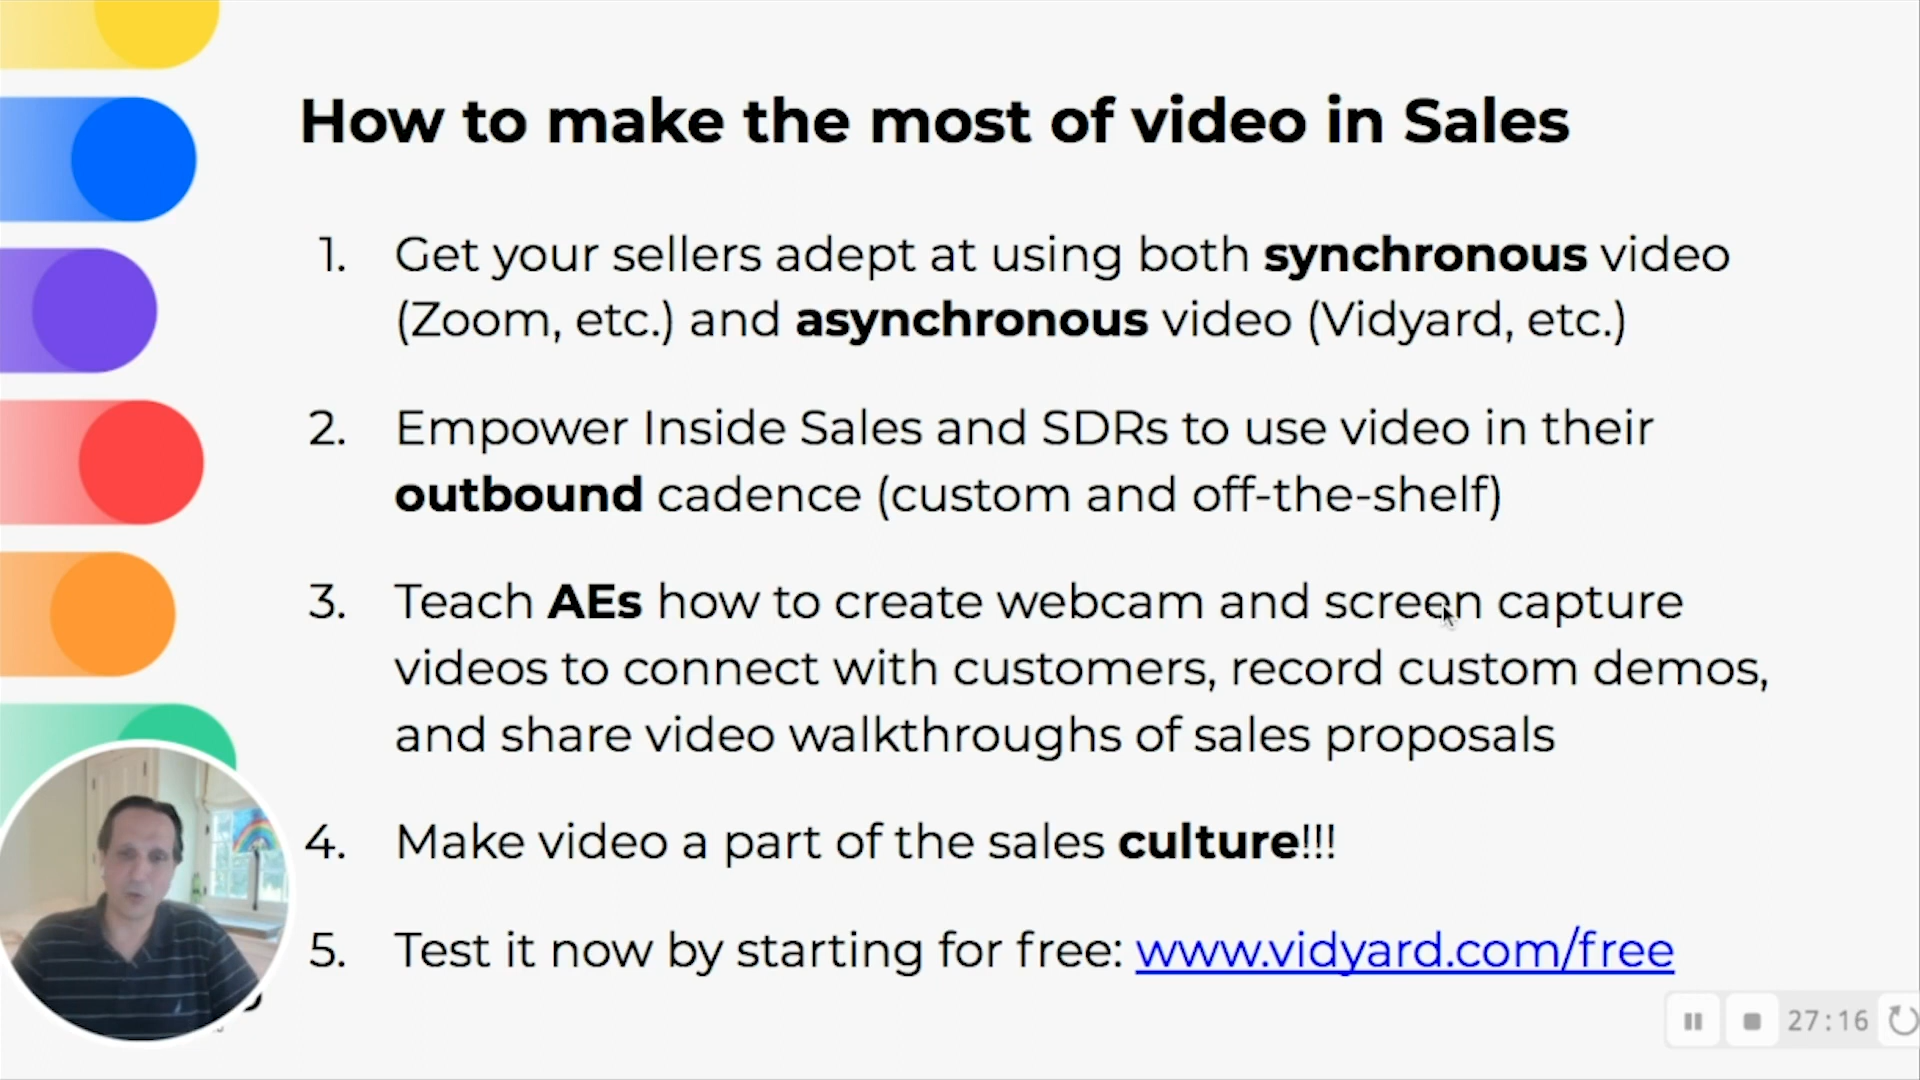 How to make the most of video in Sales
1. Get your sellers adept at using both synchronous video
(Zoom, etc.) and asynchronous video (Vidyard, etc.)
2. Empower Inside Sales and SDRs to use video in their
outbound cadence (custom and off-the-shelf)
3. Teach AEs how to create webcam and screen capture
videos to connect with customers, record custom demos,
and share video walkthroughs of sales proposals
4. Make video a part of the sales culture!!!
5. Test it now by starting for free: www.vidyard.com/free
27:16